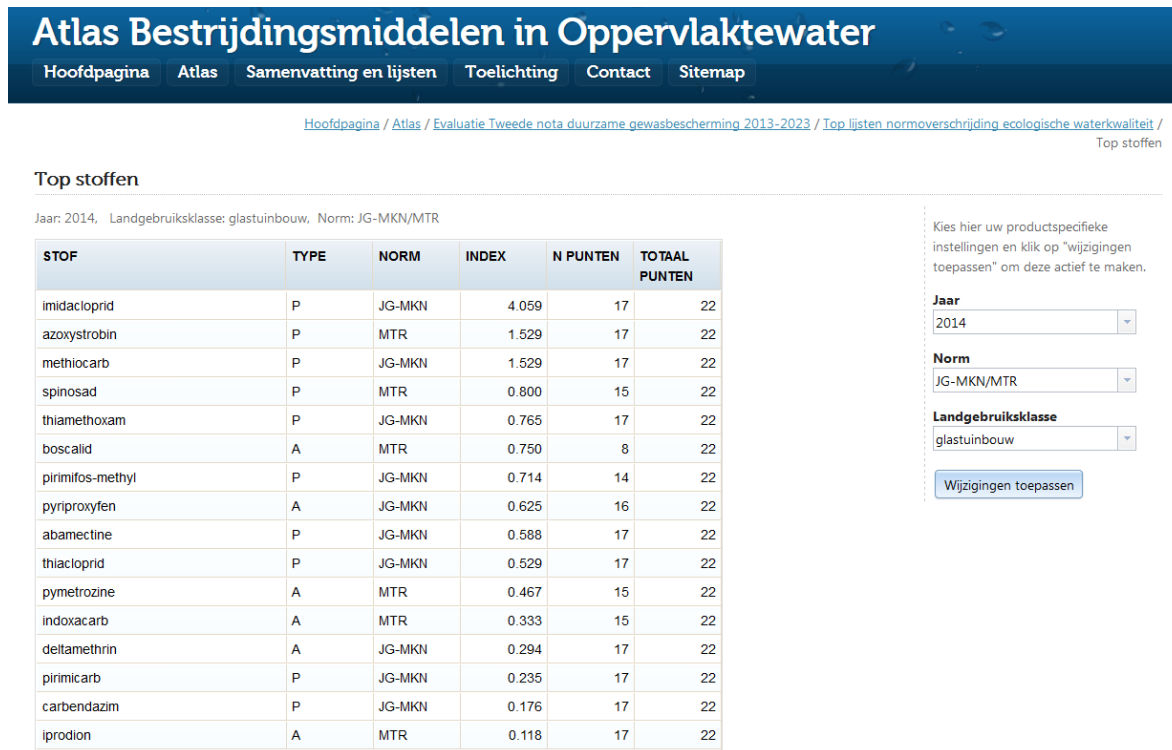 Atlas Bestrijdingsmiddelen in Oppervlaktewater
Hoofdpagina Atlas Samenvatting en lijsten Toelichting Contact Sitemap
Hoofdpagina / Atlas / Evaluatie Tweede nota duurzame gewasbescherming 2013-2023 / Top lijsten normoverschrijding ecologische waterkwaliteit /
Top stoffen
Top stoffen
Jaar: 2014, Landgebruiksklasse: glastuinbouw, Norm: JG-MKN/MTR
STOF TYPE NORM INDEX N PUNTEN TOTAAL
PUNTEN
imidacloprid P JG-MKN 4.059 17 22
azoxystrobin P MTR 1.529 17 22
methiocarb P JG-MKN 1.529 17 22
spinosad P MTR 0.800 15 22
thiamethoxam P JG-MKN 0.765 17 22
boscalid A MTR 0.750 8 22
pirimifos-methyl P JG-MKN 0.714 14 22
pyriproxyfen A JG-MKN 0.625 16 22
abamectine P JG-MKN 0.588 17 22
thiacloprid P JG-MKN 0.529 17 22
pymetrozine A MTR 0.467 15 22
indoxacarb A MTR 0.333 15 22
deltamethrin A JG-MKN 0.294 17 22
pirimicarb P JG-MKN 0.235 17 22
carbendazim P JG-MKN 0.176 17 22
iprodion A MTR 0.118 17 22
Kies hier uw productspecifieke
instellingen en klik op "wijzigingen
toepassen" om deze actief te maken.
Jaar
2014
Norm
JG-MKN/MTR
Landgebruiksklasse
glastuinbouw
Wijzigingen toepassen